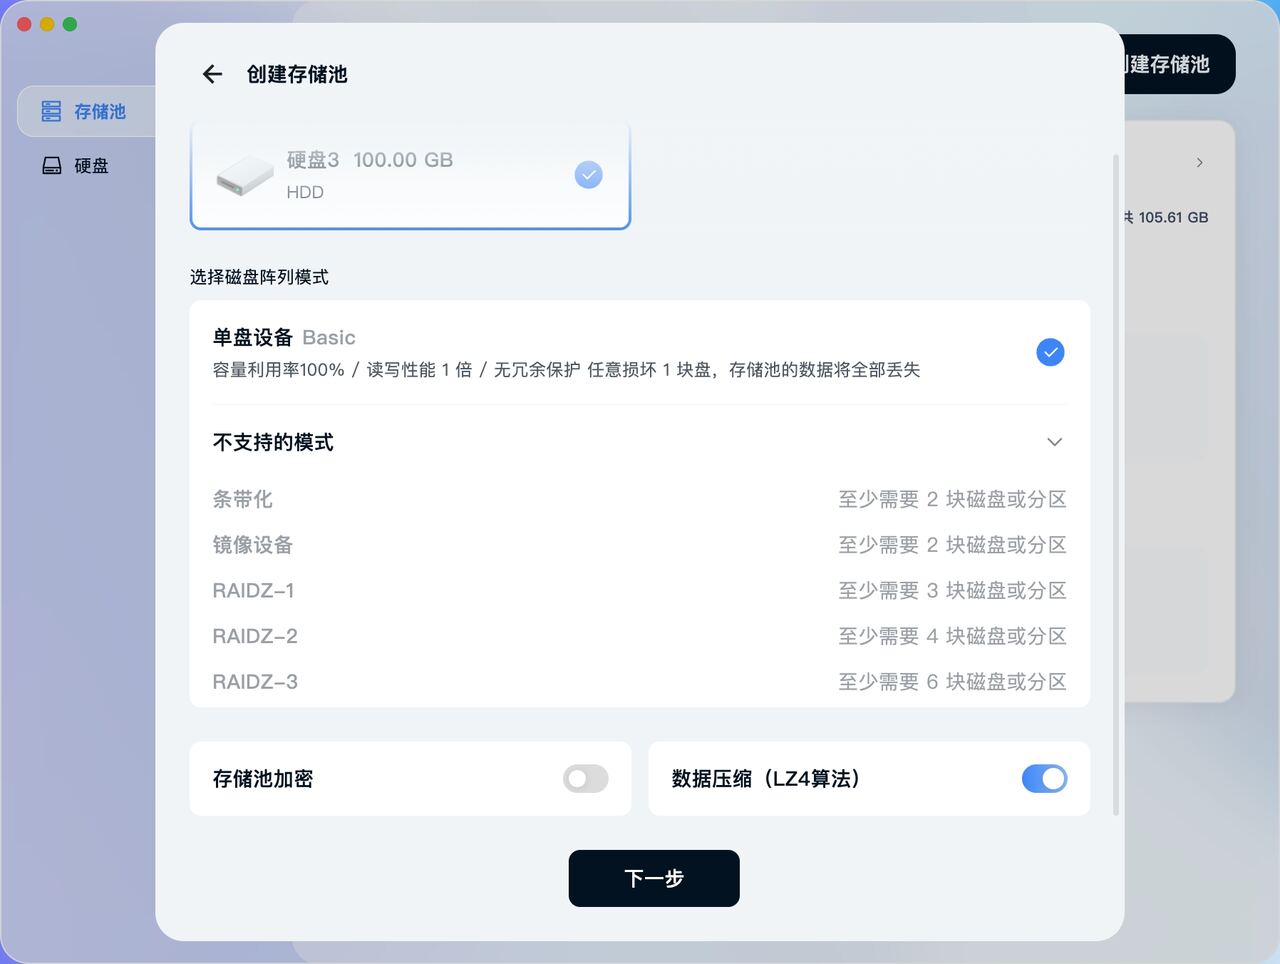 创建存储池
建存储池
存储池
硬盘
硬盘3 100.00 GB
HDD
共 105.61 GB
选择磁盘阵列模式
单盘设备 Basic
容量利用率100% / 读写性能 1 倍 / 无冗余保护 任意损坏 1 块盘，存储池的数据将全部丢失
不支持的模式
条带化 至少需要 2 块磁盘或分区
镜像设备 至少需要 2 块磁盘或分区
RAIDZ-1 至少需要 3 块磁盘或分区
RAIDZ-2 至少需要 4 块磁盘或分区
RAIDZ-3 至少需要 6 块磁盘或分区
存储池加密 数据压缩（LZ4算法）
下一步